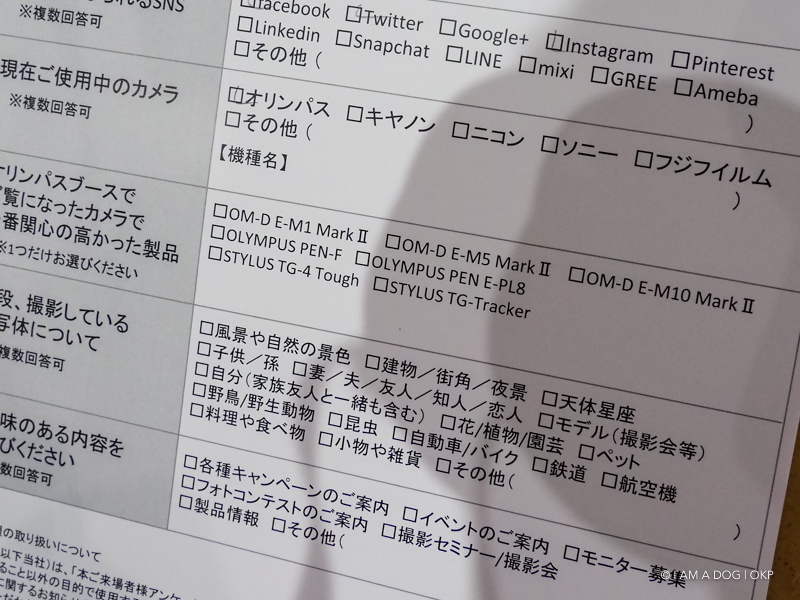 られるSNS
※複数回答可
□facebook □Twitter □Google+ □Instagram □Pinterest
□Linkedin □Snapchat □LINE □mixi □GREE □Ameba
□その他（ ）
現在ご使用中のカメラ
※複数回答可
□オリンパス □キヤノン □ニコン □ソニー □フジフイルム
□その他（ ）
【機種名】
リンパスブースで
覧になったカメラで
番関心の高かった製品
※1つだけお選びください
□OM-D E-M1 Mark Ⅱ □OM-D E-M5 Mark Ⅱ □OM-D E-M10 Mark Ⅱ
□OLYMPUS PEN-F □OLYMPUS PEN E-PL8
□STYLUS TG-4 Tough □STYLUS TG-Tracker
段、撮影している
写体について
複数回答可
□風景や自然の景色 □建物／街角／夜景 □天体星座
□子供／孫 □妻／夫／友人／知人／恋人 □モデル（撮影会等）
□自分（家族友人と一緒も含む） □花/植物/園芸 □ペット
□野鳥/野生動物 □昆虫 □自動車/バイク □鉄道 □航空機
□料理や食べ物 □小物や雑貨 □その他（ ）
味のある内容を
びください
複数回答可
□各種キャンペーンのご案内 □イベントのご案内 □モニター募集
□フォトコンテストのご案内 □撮影セミナー/撮影会
□製品情報 □その他（
の取り扱いについて
以下当社）は、「本ご来場者様アンケ
ること以外の目的で使用する
に関するお知らせ
© I AM A DOG | OKP